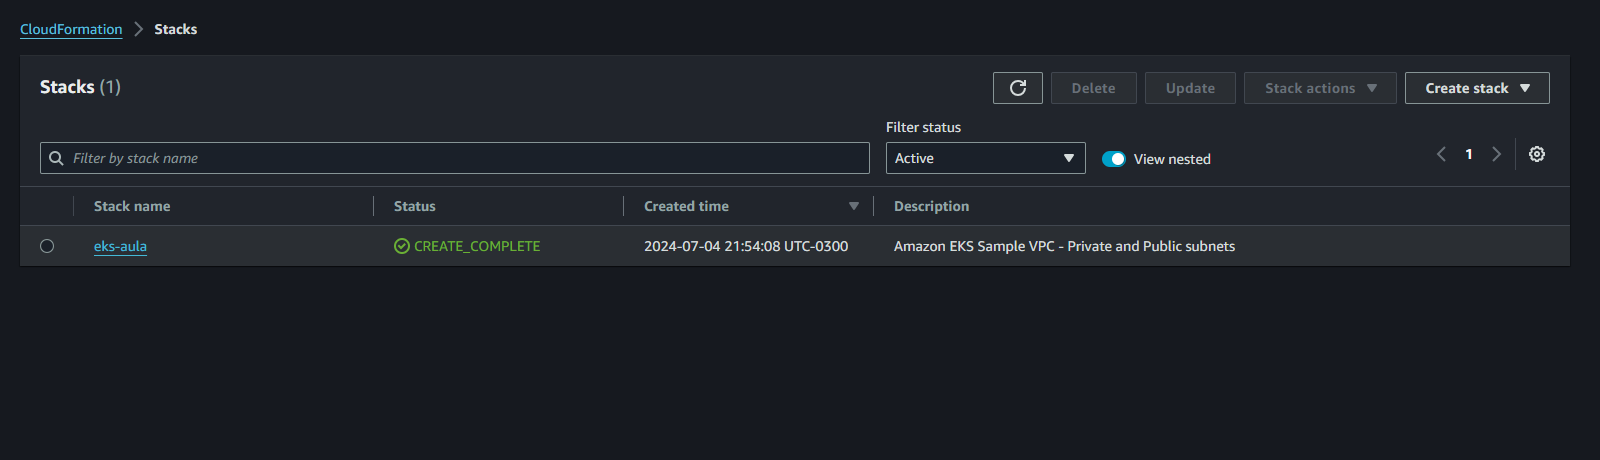 CloudFormation > Stacks
Stacks (1)
Delete
Update
Stack actions
Create stack
Filter status
Filter by stack name
Active
View nested
1
Stack name Status Created time Description
eks-aula CREATE_COMPLETE 2024-07-04 21:54:08 UTC-0300 Amazon EKS Sample VPC - Private and Public subnets